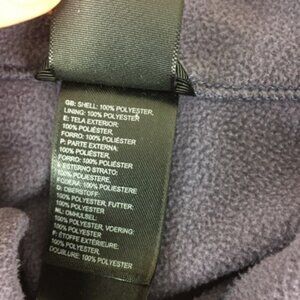 GB: SHELL: 100% POLYESTER,
LINING: 100% POLYESTER
E: TELA EXTERIOR:
100% POLIÉSTER
FORRO: 100% POLIÉSTER
P: PARTE EXTERNA:
100% POLIÉSTER,
FORRO: 100% POLIÉSTER
I: ESTERNO STRATO:
100% POLIESTERE,
FODERA: 100% POLIESTERE
D: OBERSTOFF:
100% POLYESTER, FUTTER:
100% POLYESTER
NL: OMHULSEL:
100% POLYESTER, VOERING:
100% POLYESTER
F: ÉTOFFE EXTÉRIEURE:
100% POLYESTER
DOUBLURE: 100% POLYESTER